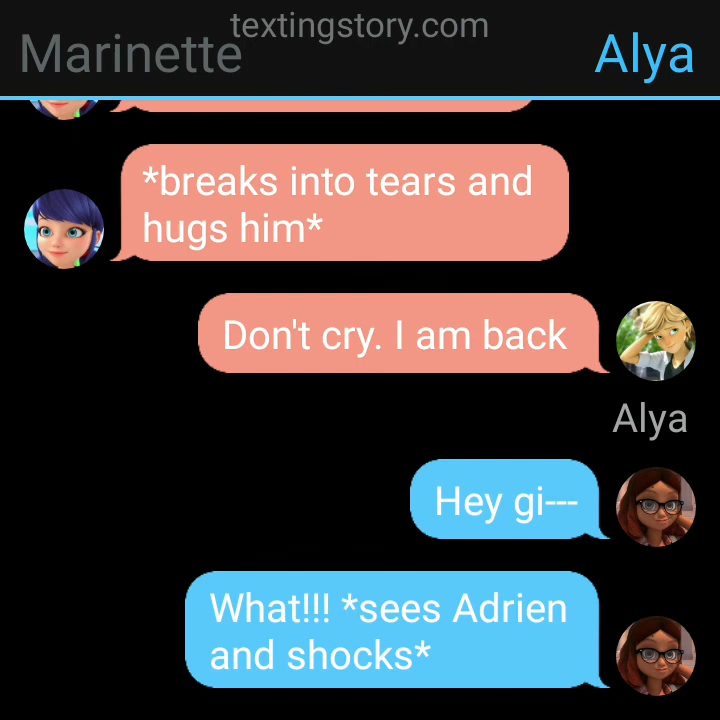 textingstory.com
Marinette
Alya
*breaks into tears and
hugs him*
Don't cry. I am back
Alya
Hey gi---
What!!! *sees Adrien
and shocks*